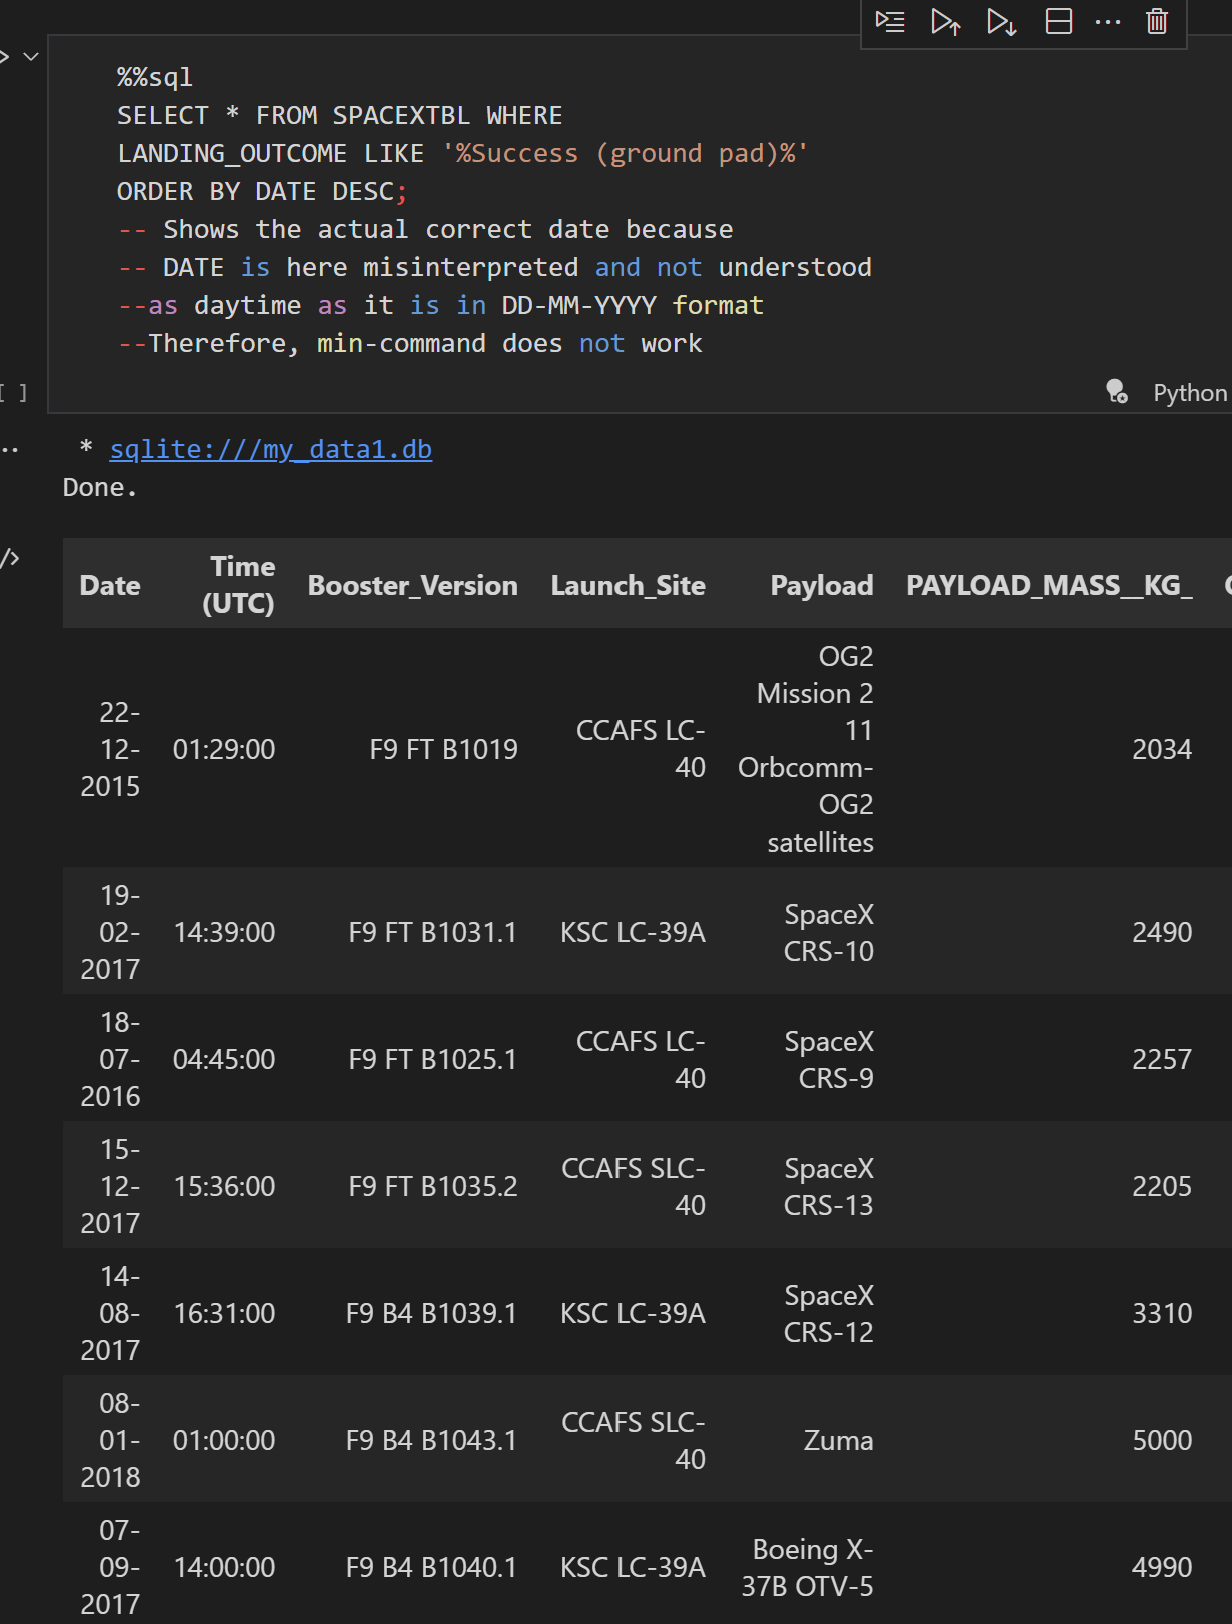 %%sql
SELECT * FROM SPACEXTBL WHERE
LANDING_OUTCOME LIKE '%Success (ground pad)%'
ORDER BY DATE DESC;
-- Shows the actual correct date because
-- DATE is here misinterpreted and not understood
--as daytime as it is in DD-MM-YYYY format
--Therefore, min-command does not work
[ ]
Python
* sqlite:///my_data1.db
Done.
Date Time (UTC) Booster_Version Launch_Site Payload PAYLOAD_MASS__KG_
22-12-2015 01:29:00 F9 FT B1019 CCAFS LC-40 OG2 Mission 2 11 Orbcomm-OG2 satellites 2034
19-02-2017 14:39:00 F9 FT B1031.1 KSC LC-39A SpaceX CRS-10 2490
18-07-2016 04:45:00 F9 FT B1025.1 CCAFS LC-40 SpaceX CRS-9 2257
15-12-2017 15:36:00 F9 FT B1035.2 CCAFS SLC-40 SpaceX CRS-13 2205
14-08-2017 16:31:00 F9 B4 B1039.1 KSC LC-39A SpaceX CRS-12 3310
08-01-2018 01:00:00 F9 B4 B1043.1 CCAFS SLC-40 Zuma 5000
07-09-2017 14:00:00 F9 B4 B1040.1 KSC LC-39A Boeing X-37B OTV-5 4990